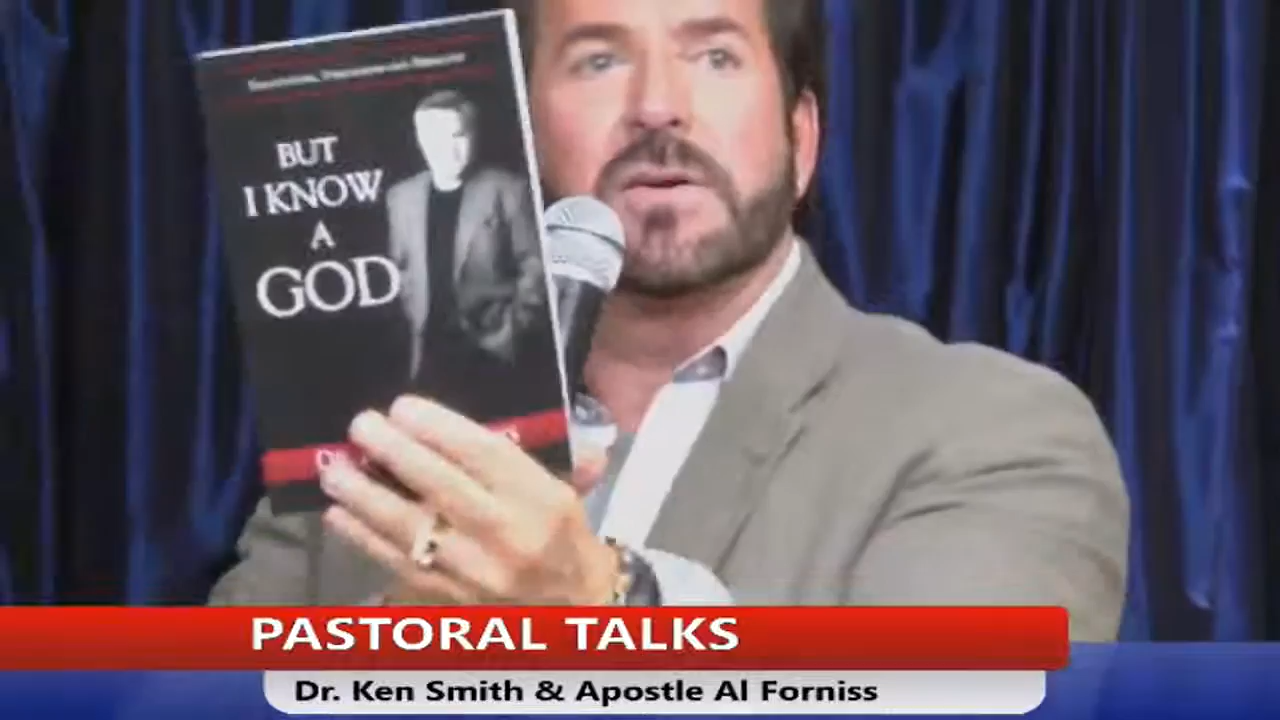 BUT
I KNOW
A
GOD
PASTORAL TALKS
Dr. Ken Smith & Apostle Al Forniss